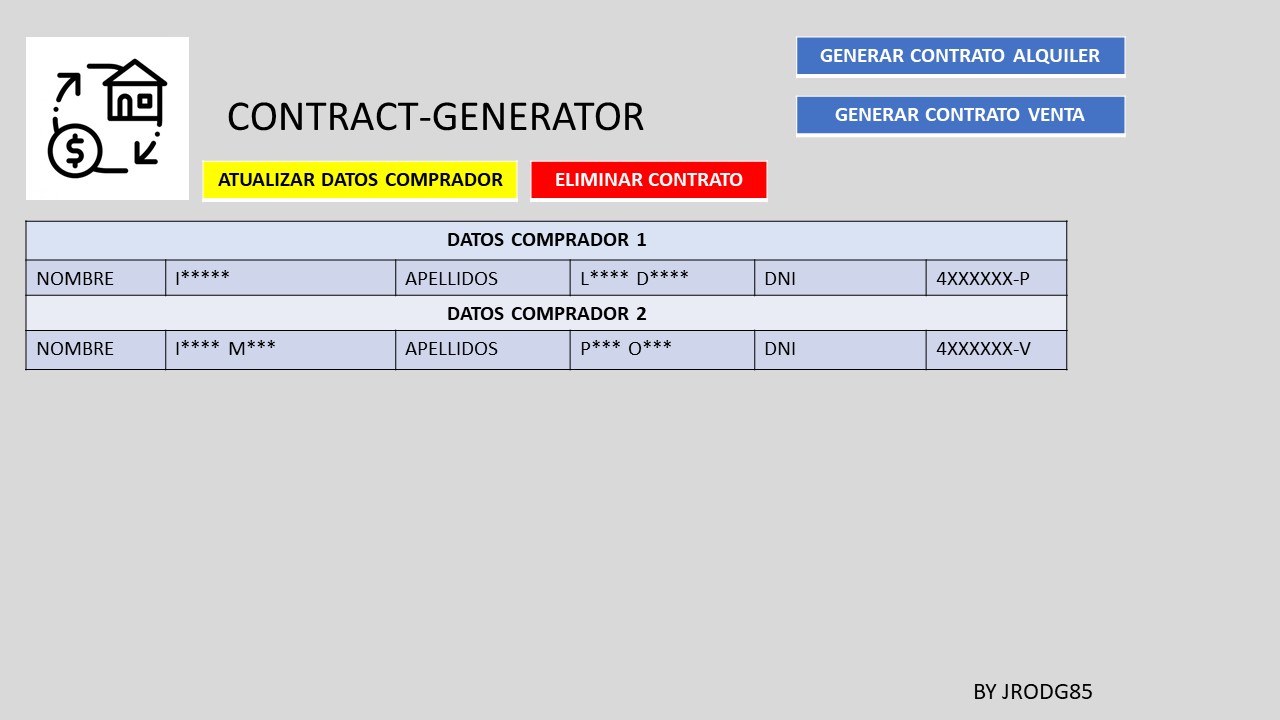 GENERAR CONTRATO ALQUILER
CONTRACT-GENERATOR
GENERAR CONTRATO VENTA
ATUALIZAR DATOS COMPRADOR
ELIMINAR CONTRATO
DATOS COMPRADOR 1
NOMBRE I***** APELLIDOS L**** D**** DNI 4XXXXXX-P
DATOS COMPRADOR 2
NOMBRE I**** M*** APELLIDOS P*** O*** DNI 4XXXXXX-V
BY JRODG85